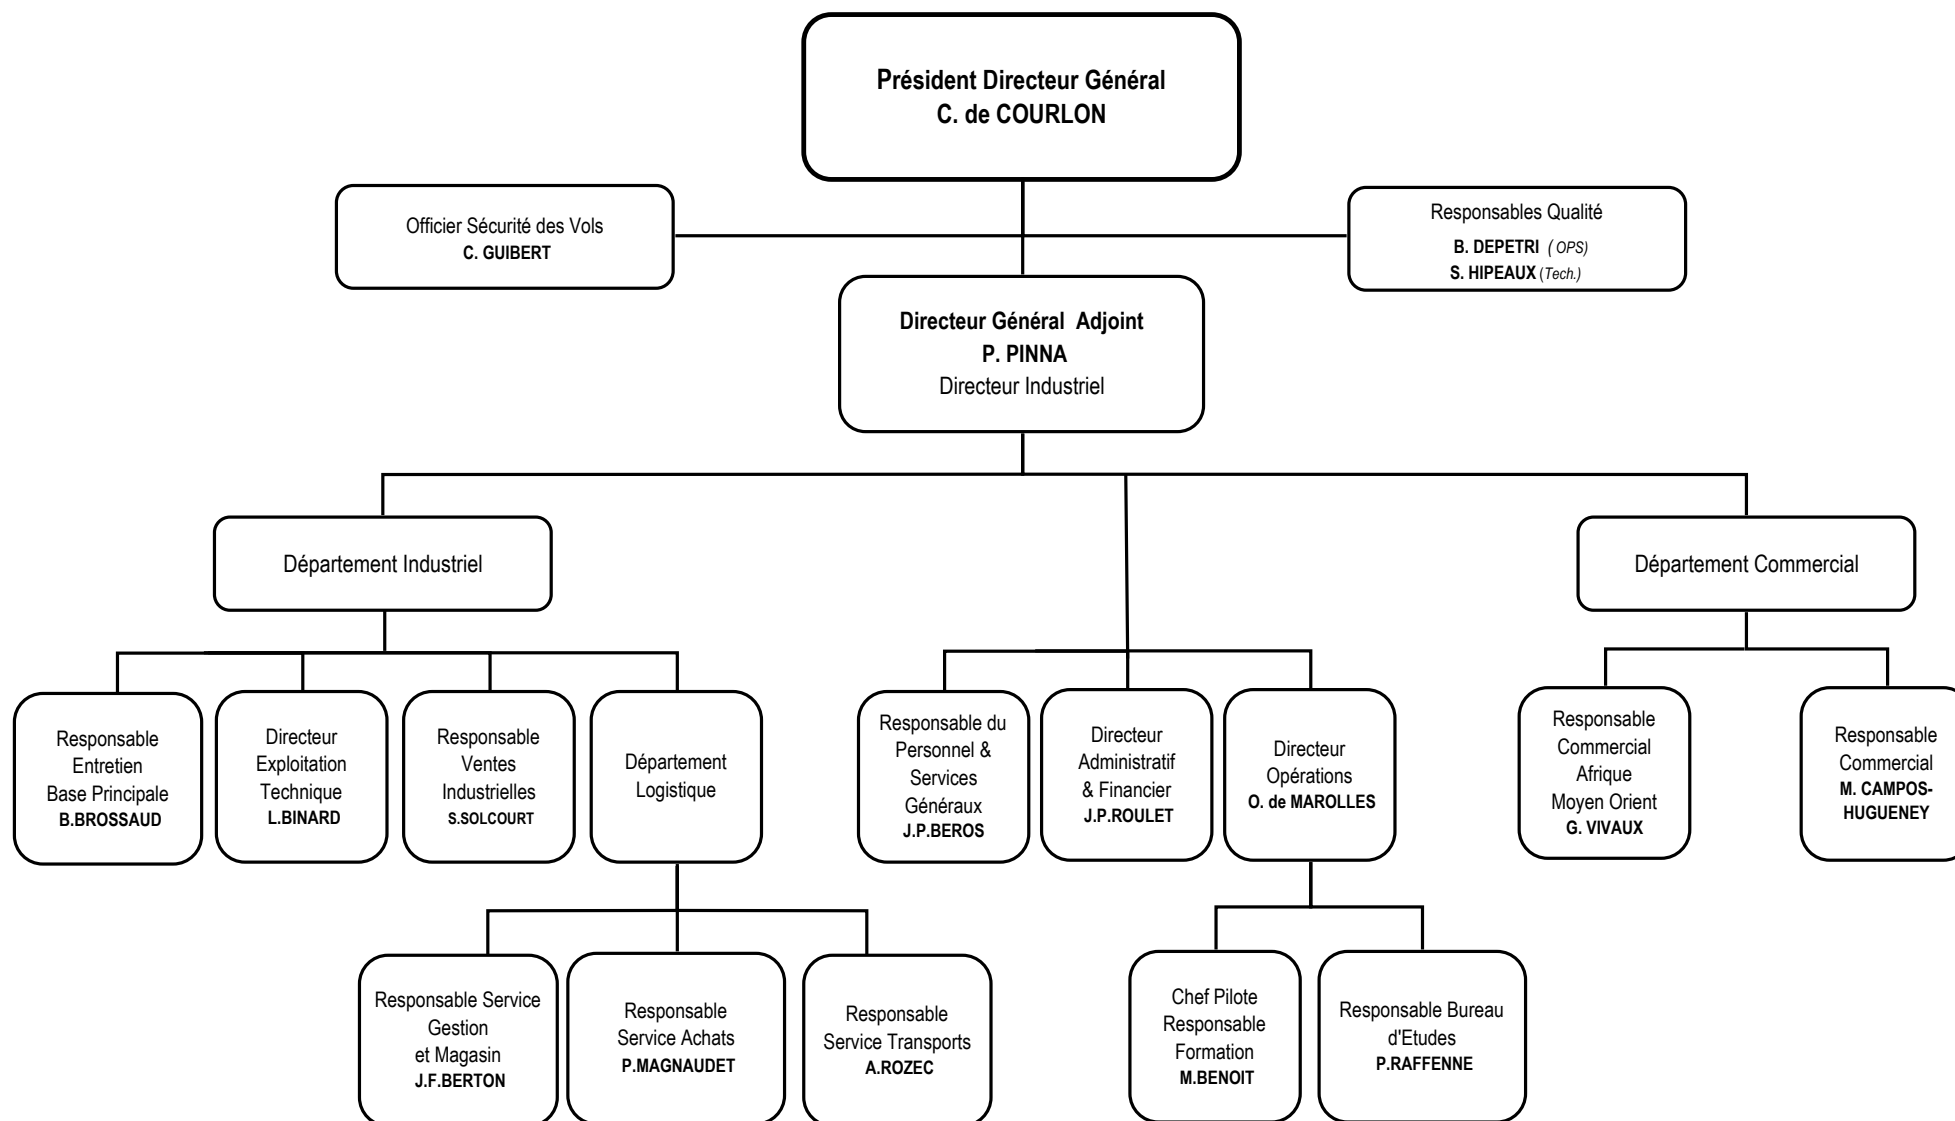 Président Directeur Général
C. de COURLON
Officier Sécurité des Vols
C. GUIBERT
Responsables Qualité
B. DEPETRI ( OPS)
S. HIPEAUX (Tech.)
Directeur Général Adjoint
P. PINNA
Directeur Industriel
Département Industriel
Département Commercial
Responsable
Entretien
Base Principale
B.BROSSAUD
Directeur
Exploitation
Technique
L.BINARD
Responsable
Ventes
Industrielles
S.SOLCOURT
Département
Logistique
Responsable du
Personnel &
Services
Généraux
J.P.BEROS
Directeur
Administratif
& Financier
J.P.ROULET
Directeur
Opérations
O. de MAROLLES
Responsable
Commercial
Afrique
Moyen Orient
G. VIVAUX
Responsable
Commercial
M. CAMPOS-
HUGUENEY
Responsable Service
Gestion
et Magasin
J.F.BERTON
Responsable
Service Achats
P.MAGNAUDET
Responsable
Service Transports
A.ROZEC
Chef Pilote
Responsable
Formation
M.BENOIT
Responsable Bureau
d'Etudes
P.RAFFENNE